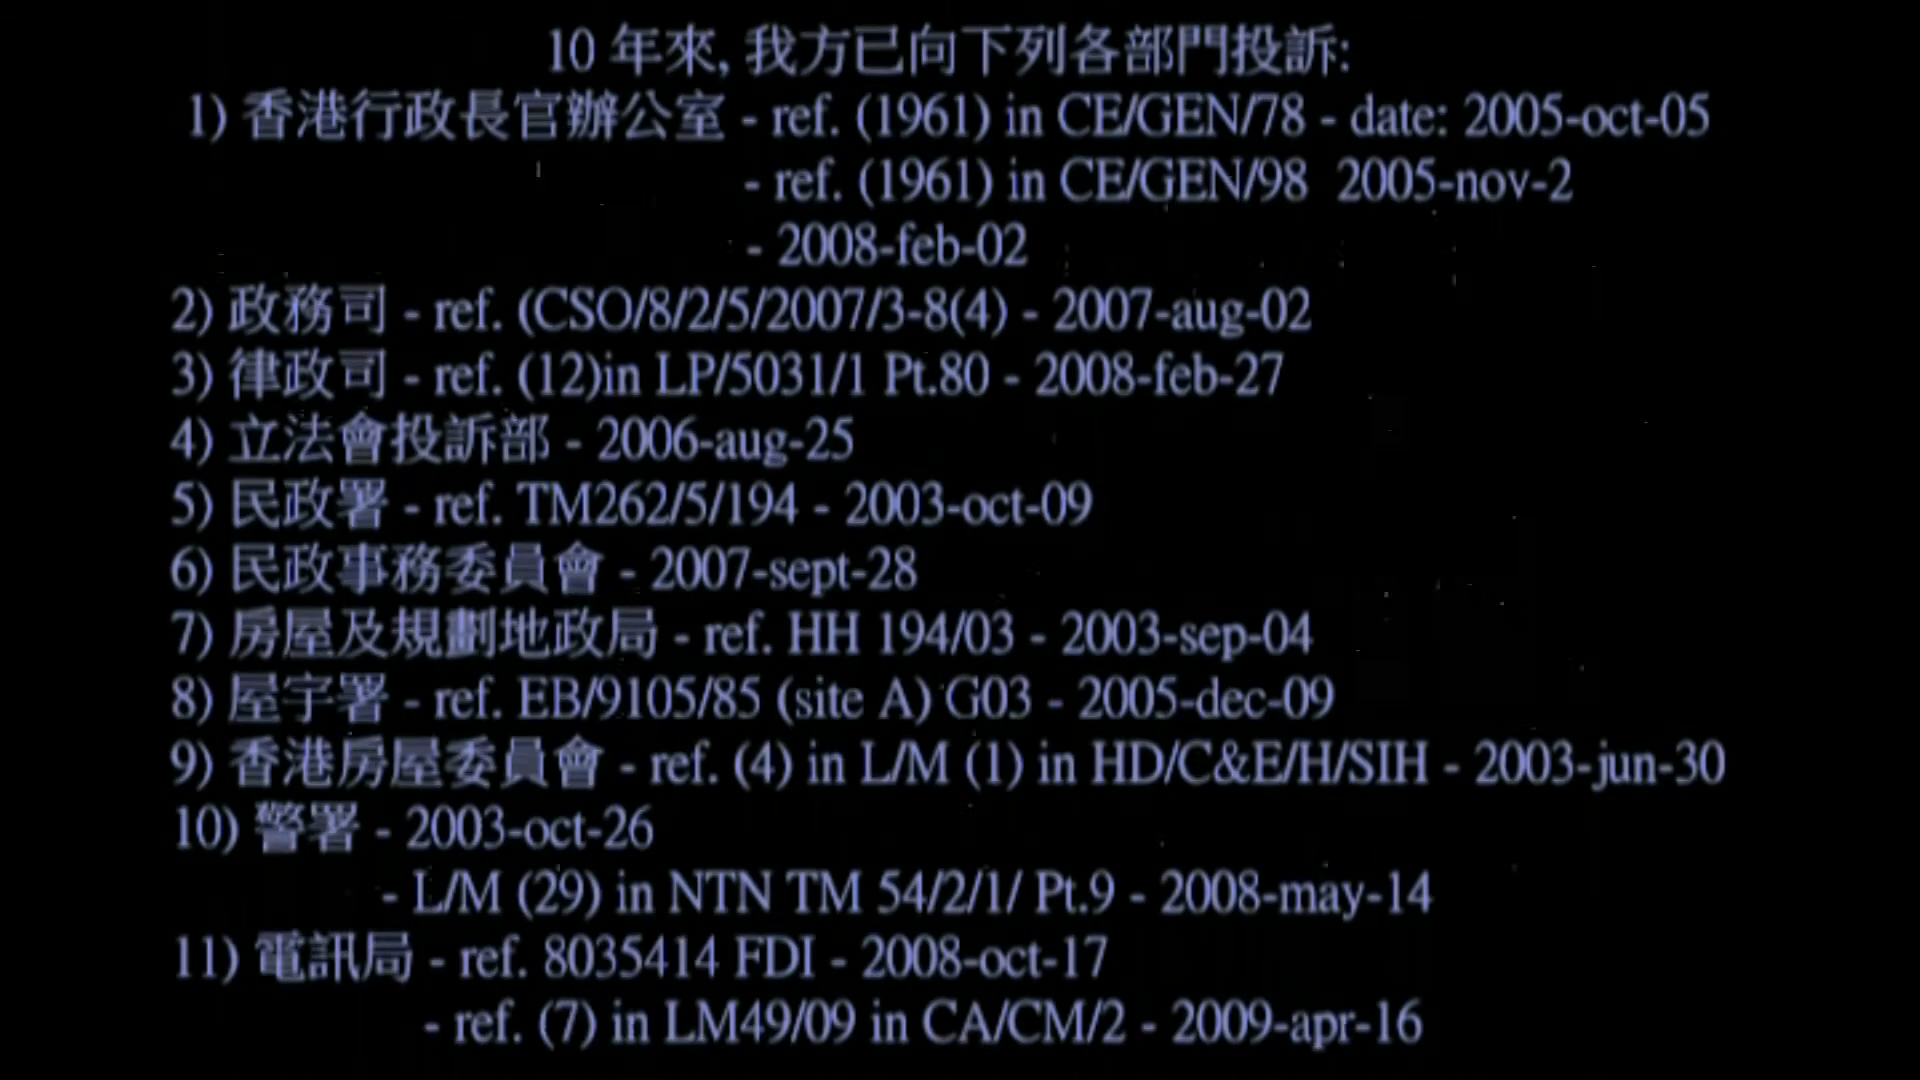 10 年來, 我方已向下列各部門投訴:
1) 香港行政長官辦公室 - ref. (1961) in CE/GEN/78 - date: 2005-oct-05
- ref. (1961) in CE/GEN/98 2005-nov-2
- 2008-feb-02
2) 政務司 - ref. (CSO/8/2/5/2007/3-8(4) - 2007-aug-02
3) 律政司 - ref. (12)in LP/5031/1 Pt.80 - 2008-feb-27
4) 立法會投訴部 - 2006-aug-25
5) 民政署 - ref. TM262/5/194 - 2003-oct-09
6) 民政事務委員會 - 2007-sept-28
7) 房屋及規劃地政局 - ref. HH 194/03 - 2003-sep-04
8) 屋宇署 - ref. EB/9105/85 (site A) G03 - 2005-dec-09
9) 香港房屋委員會 - ref. (4) in L/M (1) in HD/C&E/H/SIH - 2003-jun-30
10) 警署 - 2003-oct-26
- L/M (29) in NTN TM 54/2/1/ Pt.9 - 2008-may-14
11) 電訊局 - ref. 8035414 FDI - 2008-oct-17
- ref. (7) in LM49/09 in CA/CM/2 - 2009-apr-16